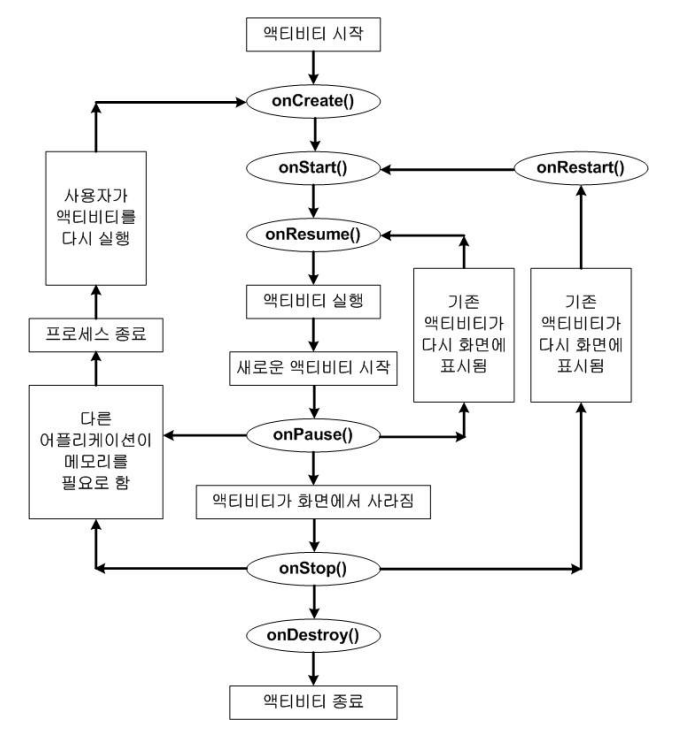 액티비티 시작
onCreate()
onStart()
onRestart()
사용자가
액티비티를
다시 실행
onResume()
액티비티 실행
기존
액티비티가
다시 화면에
표시됨
기존
액티비티가
다시 화면에
표시됨
프로세스 종료
새로운 액티비티 시작
다른
어플리케이션이
메모리를
필요로 함
onPause()
액티비티가 화면에서 사라짐
onStop()
onDestroy()
액티비티 종료